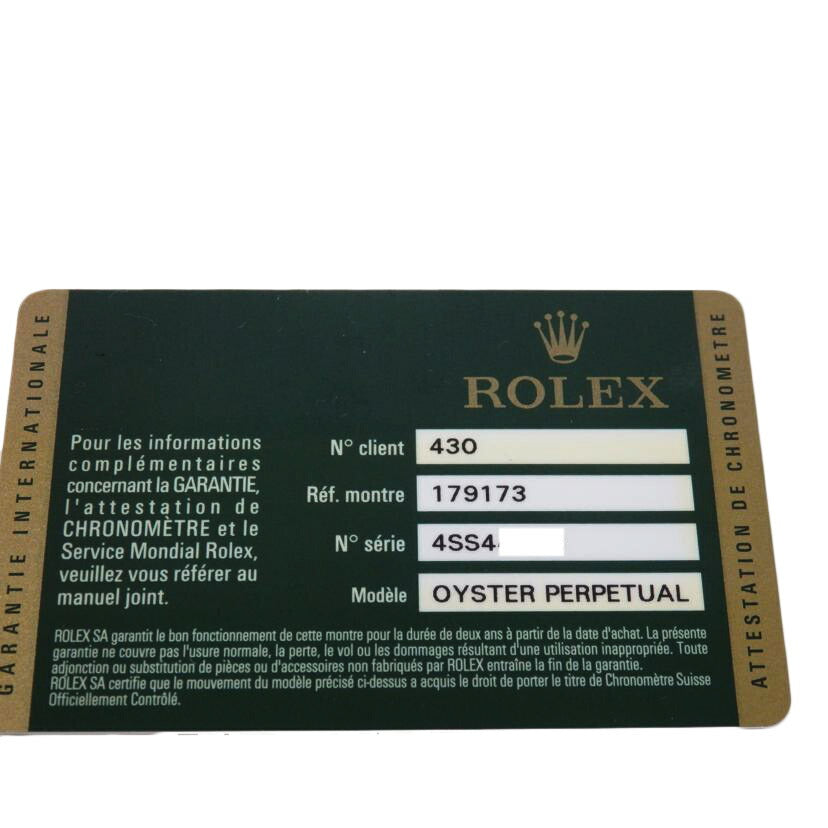 GARANTIE INTERNATIONALE
ROLEX
Pour les informations
complémentaires
concernant la GARANTIE,
l'attestation de
CHRONOMÈTRE et le
Service Mondial Rolex,
veuillez vous référer au
manuel joint.
N° client 430
Réf. montre 179173
N° série 4SS4
Modèle OYSTER PERPETUAL
ROLEX SA garantit le bon fonctionnement de cette montre pour la durée de deux ans à partir de la date d'achat. La présente
garantie ne couvre pas l'usure normale, la perte, le vol ou les dommages résultant d'une utilisation inappropriée. Toute
adjonction ou substitution de pièces ou d'accessoires non fabriqués par ROLEX entraîne la fin de la garantie.
ROLEX SA certifie que le mouvement du modèle précisé ci-dessus a acquis le droit de porter le titre de Chronomètre Suisse
Officiellement Contrôlé.
ATTESTATION DE CHRONOMETRE